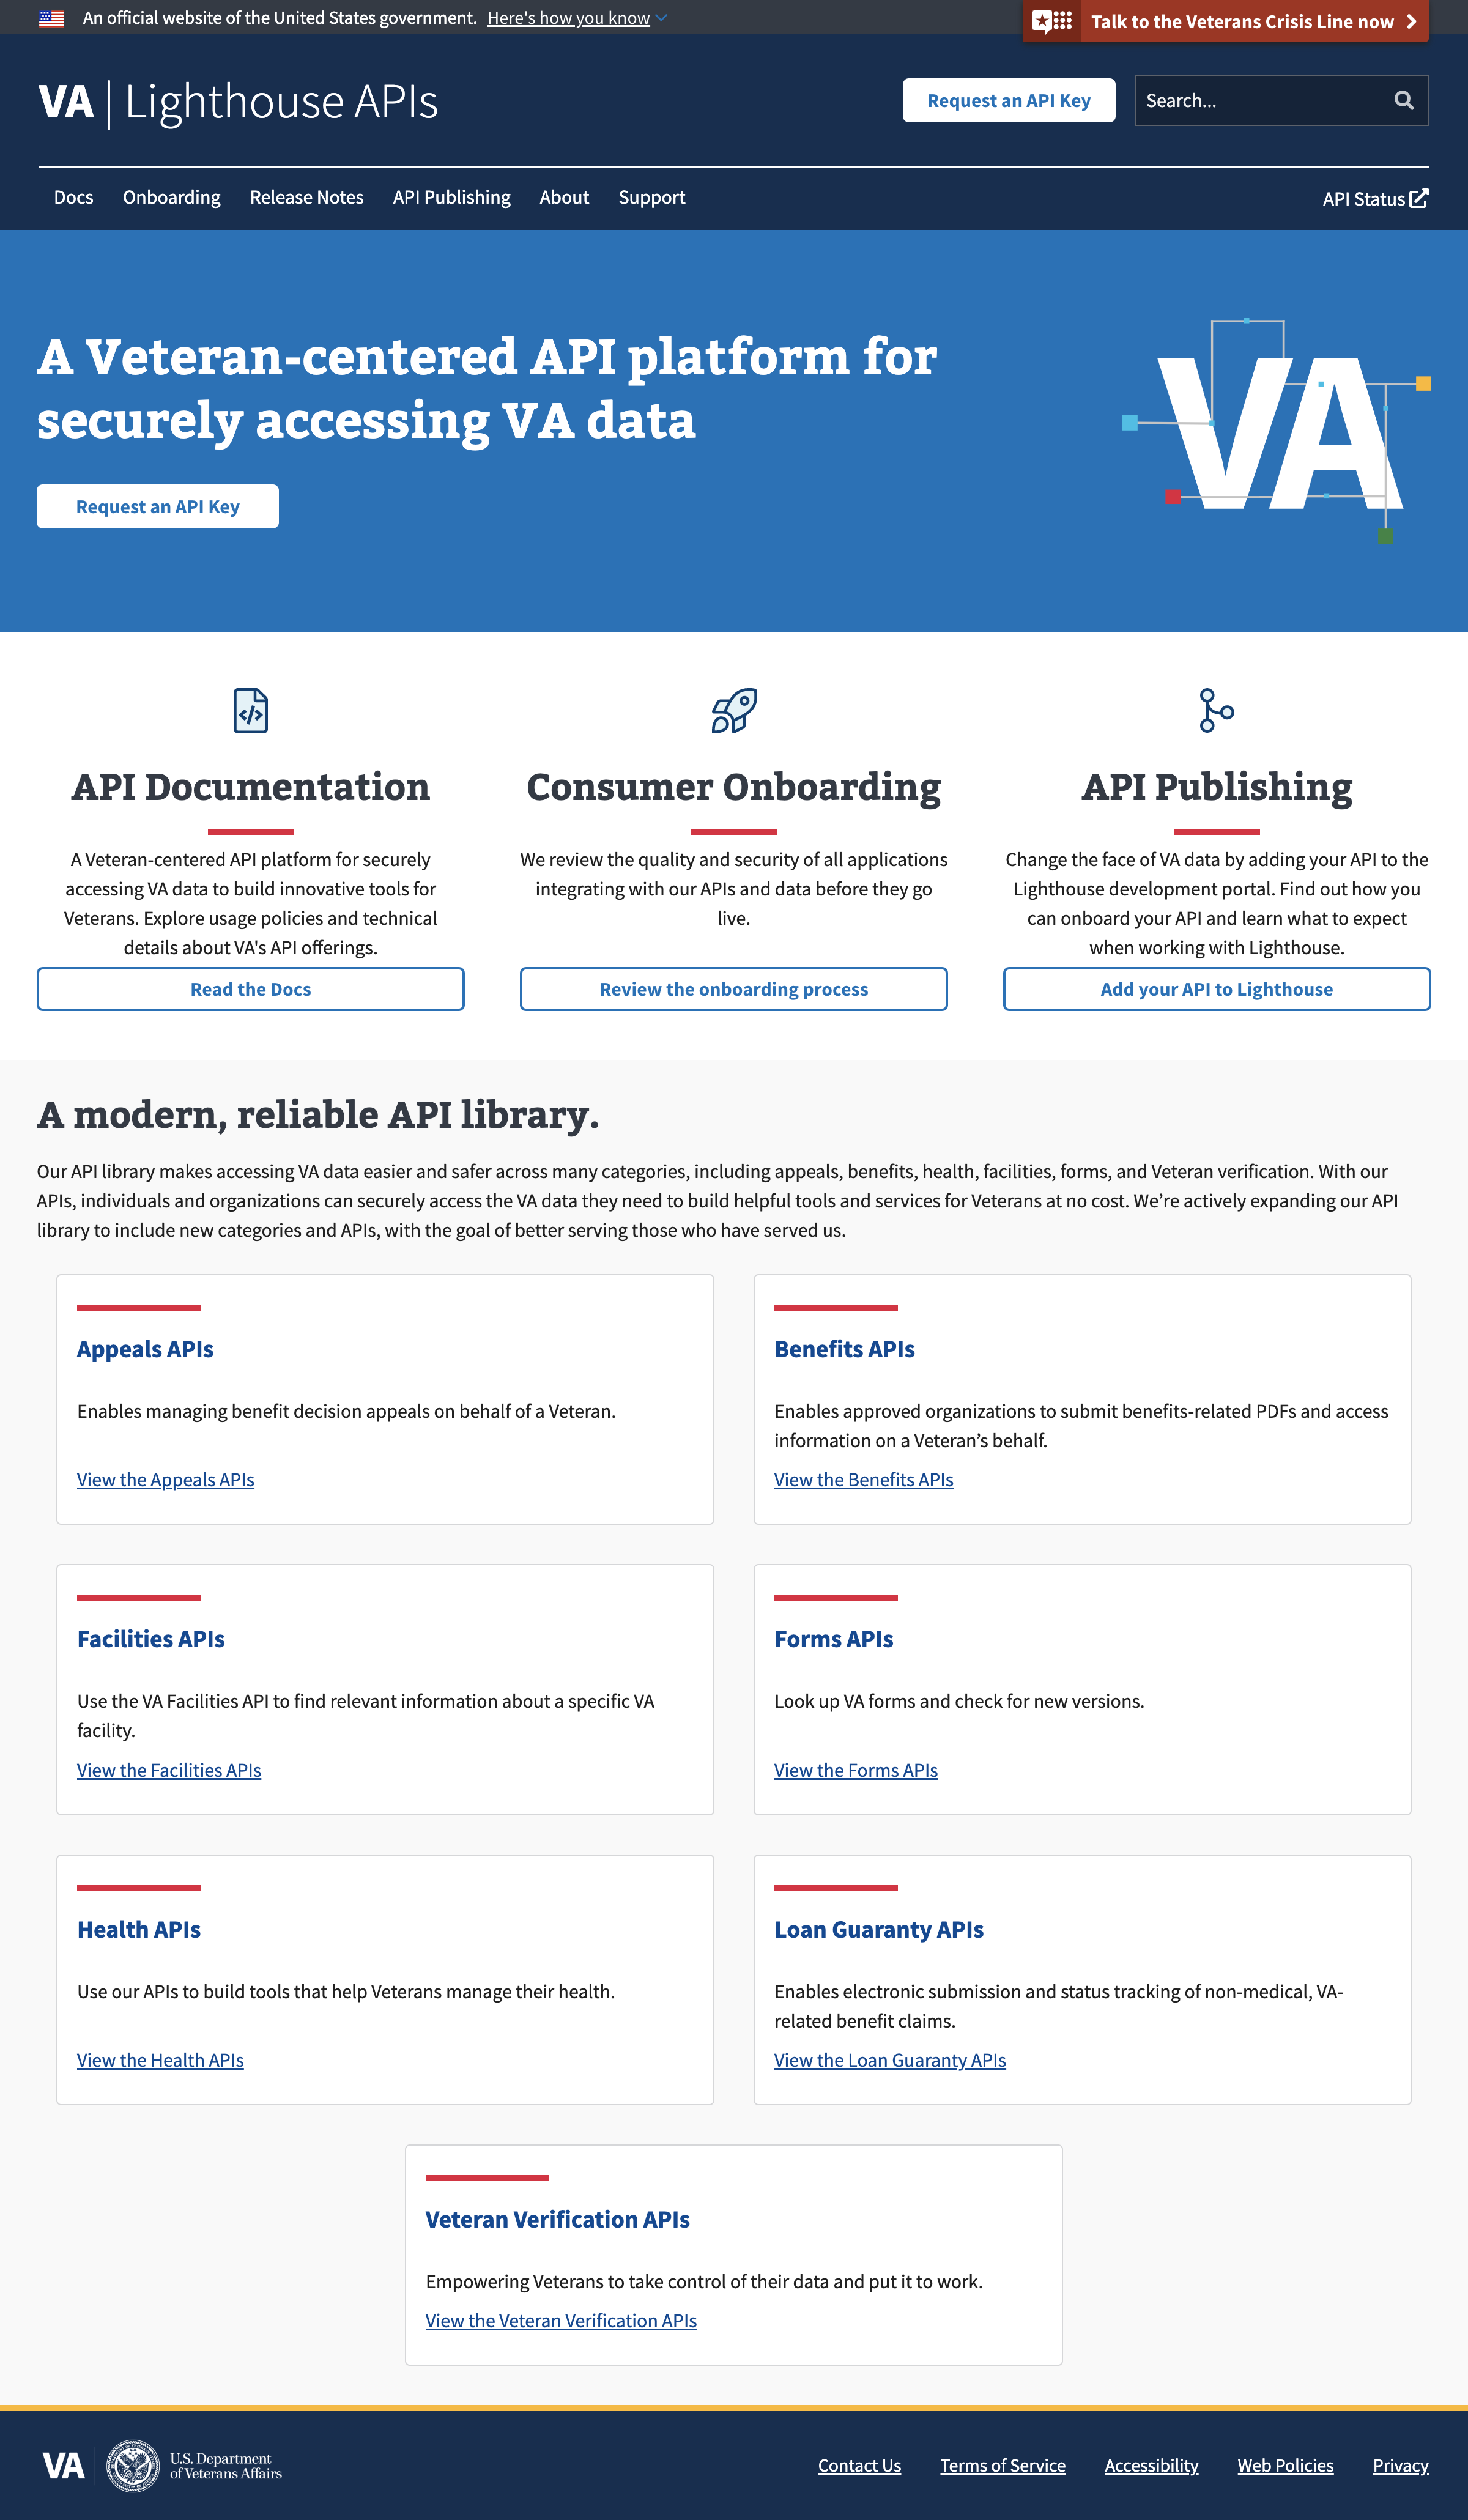 An official website of the United States government. Here's how you know
Talk to the Veterans Crisis Line now
VA | Lighthouse APIs
Request an API Key
Search...
Docs Onboarding Release Notes API Publishing About Support
API Status
A Veteran-centered API platform for
securely accessing VA data
Request an API Key
VA
API Documentation
A Veteran-centered API platform for securely
accessing VA data to build innovative tools for
Veterans. Explore usage policies and technical
details about VA's API offerings.
Read the Docs
Consumer Onboarding
We review the quality and security of all applications
integrating with our APIs and data before they go
live.
Review the onboarding process
API Publishing
Change the face of VA data by adding your API to the
Lighthouse development portal. Find out how you
can onboard your API and learn what to expect
when working with Lighthouse.
Add your API to Lighthouse
A modern, reliable API library.
Our API library makes accessing VA data easier and safer across many categories, including appeals, benefits, health, facilities, forms, and Veteran verification. With our
APIs, individuals and organizations can securely access the VA data they need to build helpful tools and services for Veterans at no cost. We’re actively expanding our API
library to include new categories and APIs, with the goal of better serving those who have served us.
Appeals APIs
Enables managing benefit decision appeals on behalf of a Veteran.
View the Appeals APIs
Benefits APIs
Enables approved organizations to submit benefits-related PDFs and access
information on a Veteran’s behalf.
View the Benefits APIs
Facilities APIs
Use the VA Facilities API to find relevant information about a specific VA
facility.
View the Facilities APIs
Forms APIs
Look up VA forms and check for new versions.
View the Forms APIs
Health APIs
Use our APIs to build tools that help Veterans manage their health.
View the Health APIs
Loan Guaranty APIs
Enables electronic submission and status tracking of non-medical, VA-
related benefit claims.
View the Loan Guaranty APIs
Veteran Verification APIs
Empowering Veterans to take control of their data and put it to work.
View the Veteran Verification APIs
VA
U.S. Department
of Veterans Affairs
Contact Us Terms of Service Accessibility Web Policies Privacy